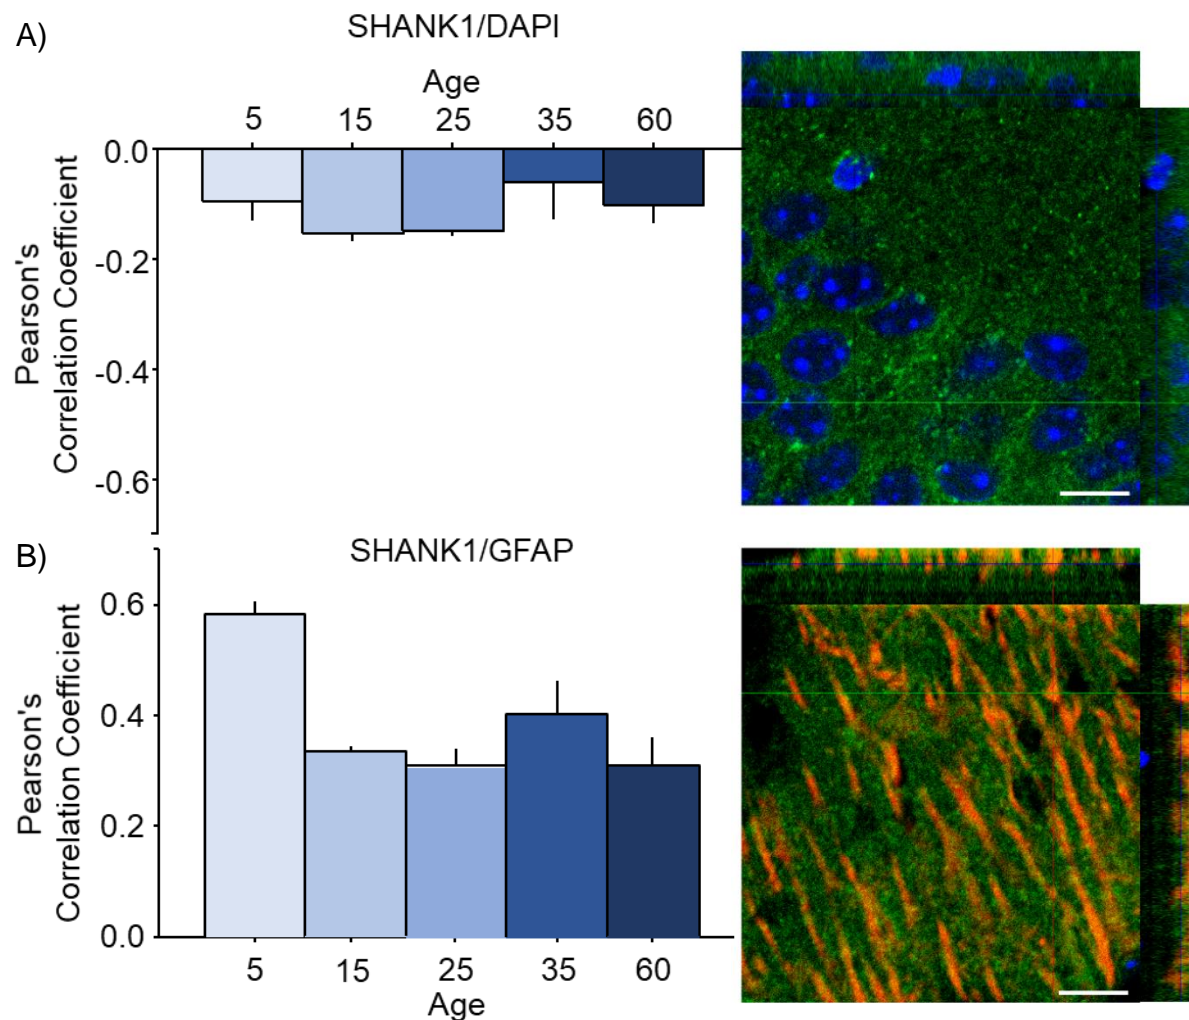 A)
SHANK1/DAPI
Age
5 15 25 35 60
0.0
-0.2
-0.4
-0.6
Pearson's
Correlation Coefficient
B)
SHANK1/GFAP
0.6
0.4
0.2
0.0
Pearson's
Correlation Coefficient
5 15 25 35 60
Age